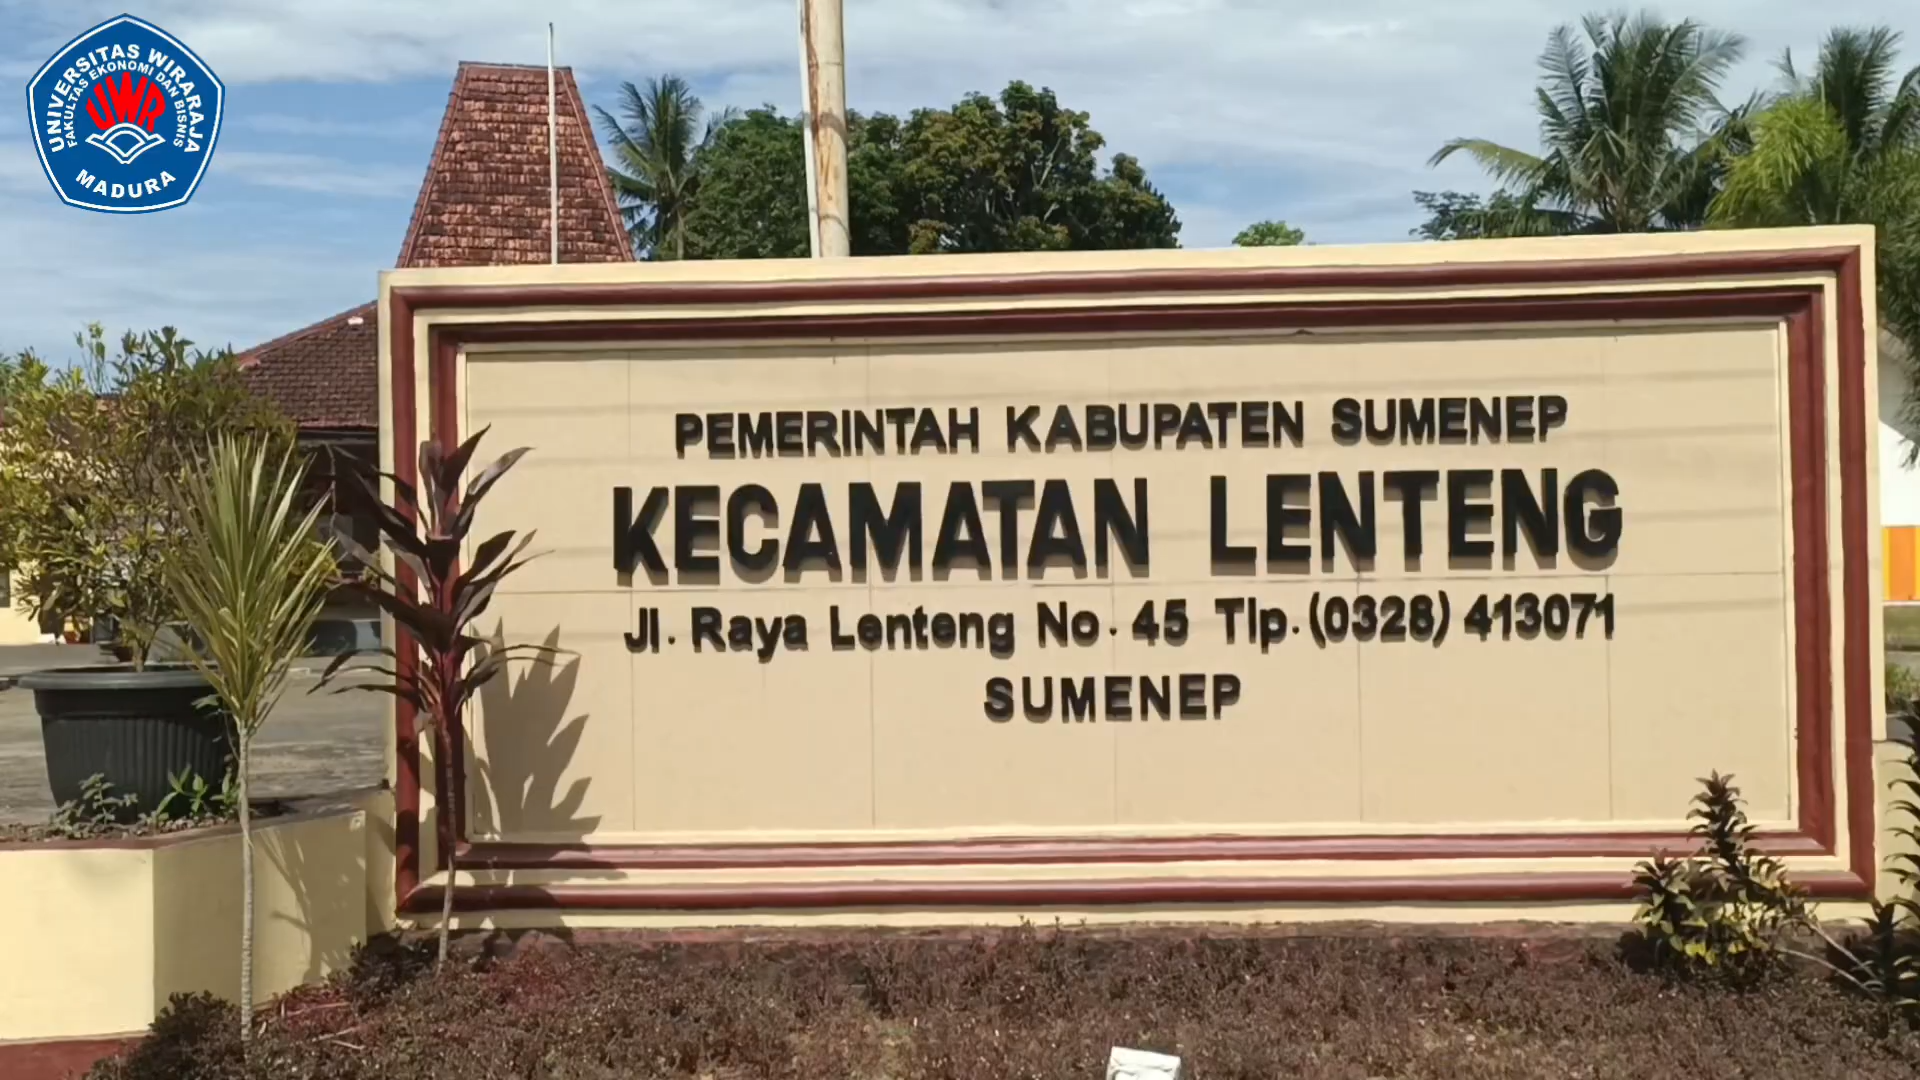 UNIVERSITAS WIRARAJA
FAKULTAS EKONOMI DAN BISNIS
UWR
MADURA
PEMERINTAH KABUPATEN SUMENEP
KECAMATAN LENTENG
Jl. Raya Lenteng No. 45 Tlp. (0328) 413071
SUMENEP